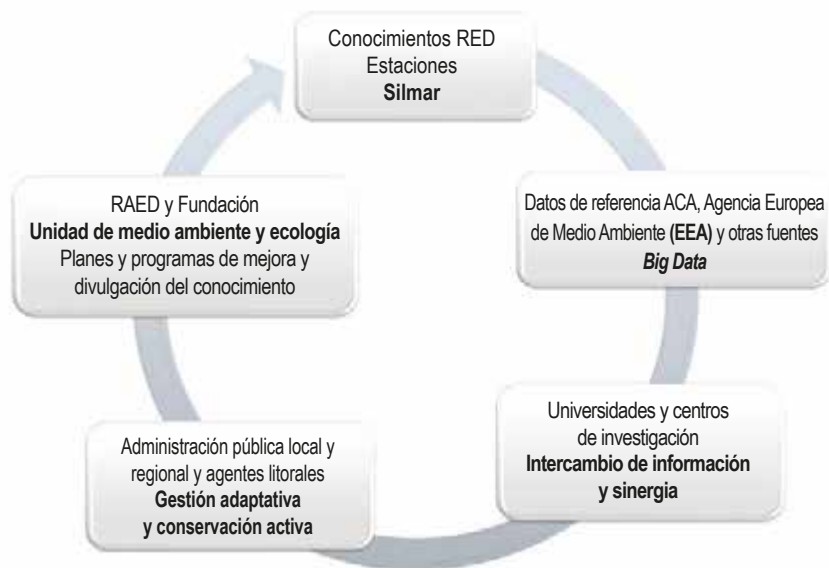 Conocimientos RED
Estaciones
Silmar
Datos de referencia ACA, Agencia Europea
de Medio Ambiente (EEA) y otras fuentes
Big Data
Universidades y centros
de investigación
Intercambio de información
y sinergia
Administración pública local y
regional y agentes litorales
Gestión adaptativa
y conservación activa
RAED y Fundación
Unidad de medio ambiente y ecología
Planes y programas de mejora y
divulgación del conocimiento